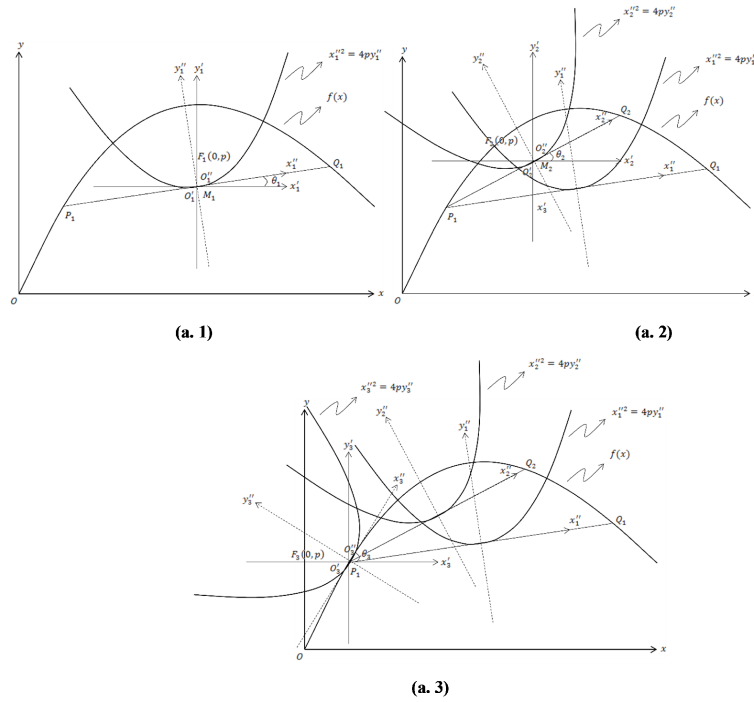 y
y₁″
y₁′
x₁″² = 4py₁″
f(x)
F₁(0,p)
O₁″
x₁″
Q₁
θ₁
P₁
O₁′
M₁
x₁′
O
x
(a. 1)
y
y₂″
y₂′
x₂″² = 4py₂″
y₁″
x₁″² = 4py₁″
f(x)
x₂″
Q₂
F₂(0,p)
O₂″
θ₂
M₂
x₂′
x₁″
Q₁
P₁
x₃′
O
(a. 2)
y
x₃″² = 4py₃″
x₂″² = 4py₂″
y₂″
y₁″
x₁″² = 4py₁″
y₃′
f(x)
x₃″
x₂″
Q₂
y₃″
x₁″
Q₁
F₃(0,p)
O₃″
θ₃
O₃′
P₁
x₃′
O
x
(a. 3)